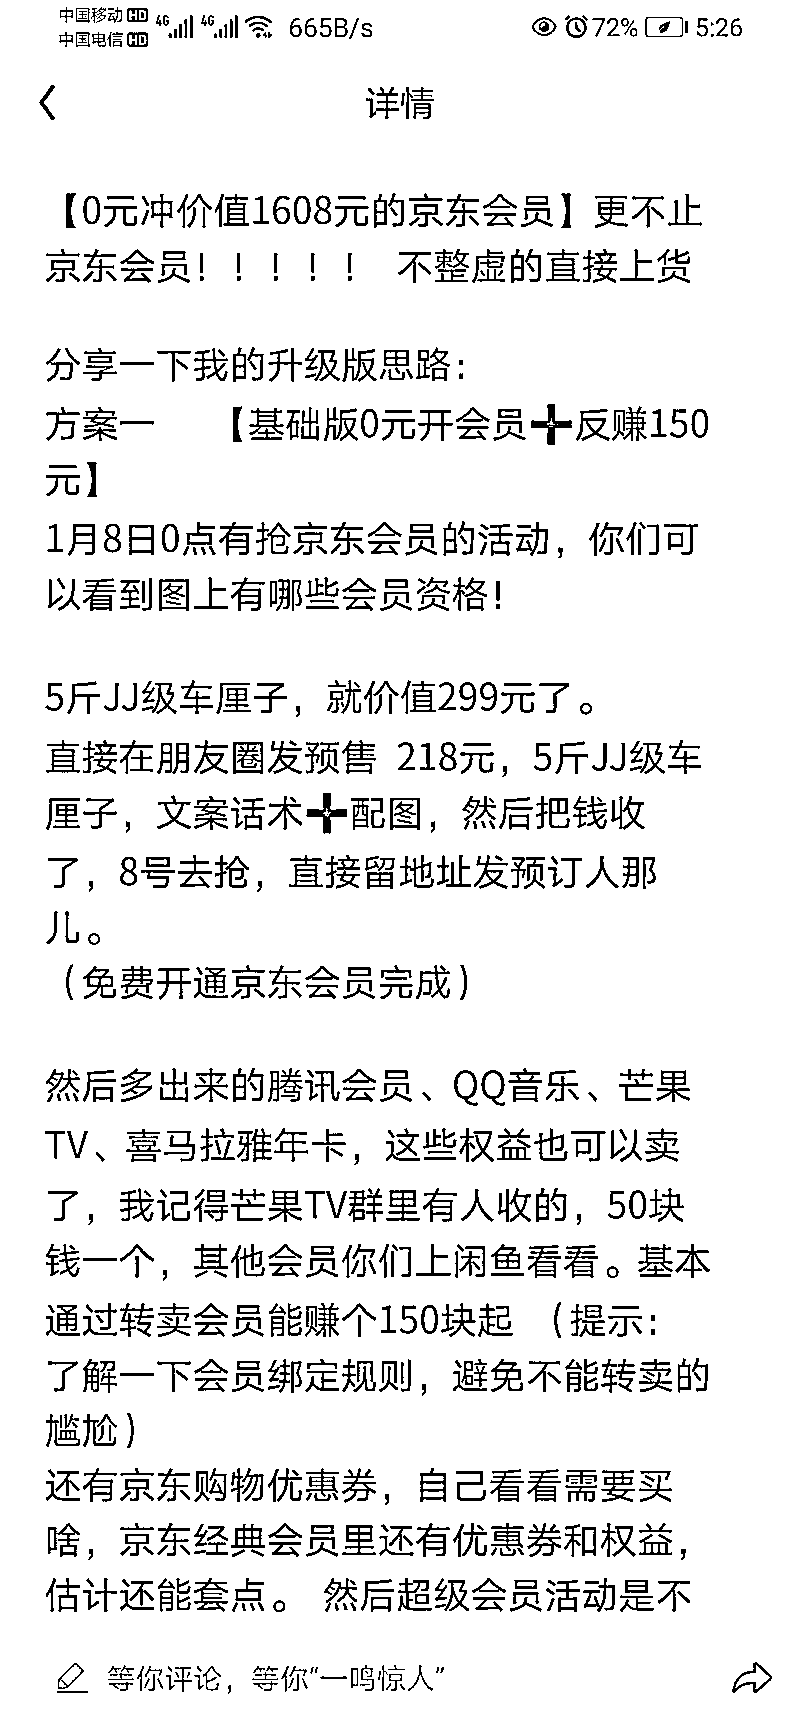 中国移动HD 4G 4G 665B/s 72% 5:26
中国电信HD
详情
【0元冲价值1608元的京东会员】更不止
京东会员！！！！！ 不整虚的直接上货
分享一下我的升级版思路：
方案一 【基础版0元开会员➕反赚150
元】
1月8日0点有抢京东会员的活动，你们可
以看到图上有哪些会员资格！
5斤JJ级车厘子，就价值299元了。
直接在朋友圈发预售 218元，5斤JJ级车
厘子，文案话术➕配图，然后把钱收
了，8号去抢，直接留地址发预订人那
儿。
（免费开通京东会员完成）
然后多出来的腾讯会员、QQ音乐、芒果
TV、喜马拉雅年卡，这些权益也可以卖
了，我记得芒果TV群里有人收的，50块
钱一个，其他会员你们上闲鱼看看。基本
通过转卖会员能赚个150块起 （提示：
了解一下会员绑定规则，避免不能转卖的
尴尬）
还有京东购物优惠券，自己看看需要买
啥，京东经典会员里还有优惠券和权益，
估计还能套点。 然后超级会员活动是不
等你评论，等你“一鸣惊人”